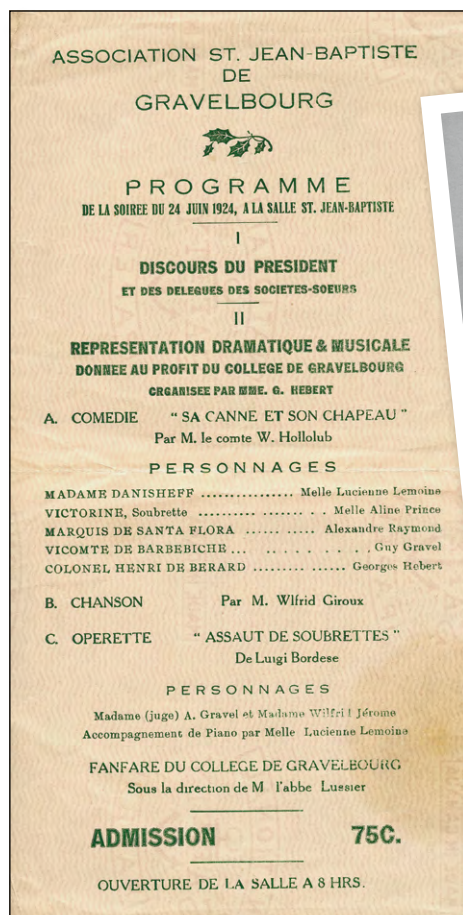 ASSOCIATION ST. JEAN-BAPTISTE
DE
GRAVELBOURG
PROGRAMME
DE LA SOIREE DU 24 JUIN 1924, A LA SALLE ST. JEAN-BAPTISTE
I
DISCOURS DU PRESIDENT
ET DES DELEGUES DES SOCIETES-SOEURS
II
REPRESENTATION DRAMATIQUE & MUSICALE
DONNEE AU PROFIT DU COLLEGE DE GRAVELBOURG
CRGANISEE PAR MME. G. HEBERT
A. COMEDIE " SA CANNE ET SON CHAPEAU "
Par M. le comte W. Hollolub
PERSONNAGES
MADAME DANISHEFF ................ Melle Lucienne Lemoine
VICTORINE, Soubrette .................. . . Melle Aline Prince
MARQUIS DE SANTA FLORA ...... ..... Alexandre Raymond
VICOMTE DE BARBEBICHE ... . . . . . . . . . . Guy Gravel
COLONEL HENRI DE BERARD ......... ...... Georges Hebert
B. CHANSON Par M. Wlfrid Giroux
C. OPERETTE " ASSAUT DE SOUBRETTES "
De Luigi Bordese
PERSONNAGES
Madame (juge) A. Gravel et Madame Wilfri l Jérome
Accompagnement de Piano par Melle Lucienne Lemoine
FANFARE DU COLLEGE DE GRAVELBOURG
Sous la direction de M l'abbe Lussier
ADMISSION 75C.
OUVERTURE DE LA SALLE A 8 HRS.